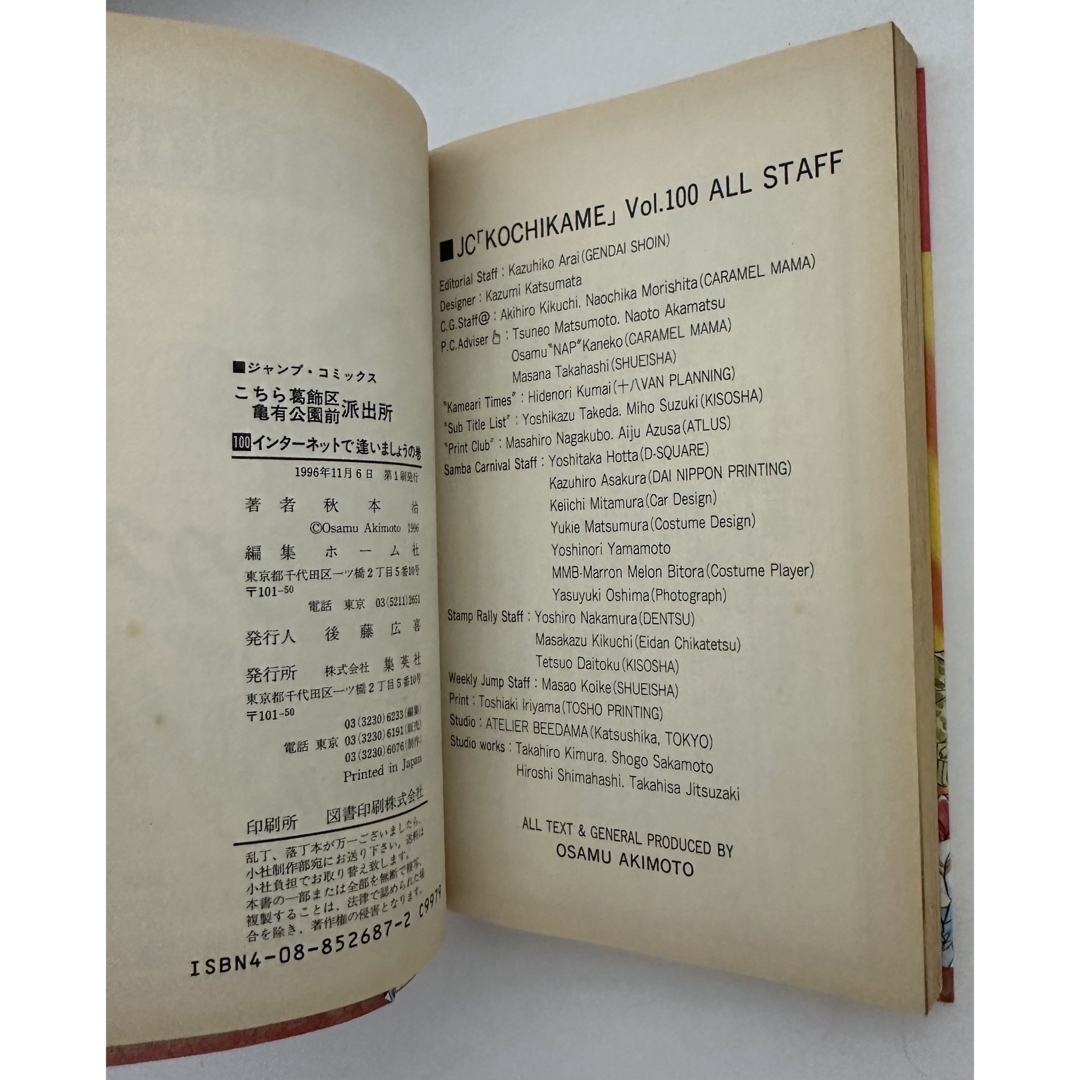 ■ジャンプ・コミックス
こちら葛飾区
亀有公園前派出所
100インターネットで逢いましょうの巻
1996年11月6日 第1刷発行
著者 秋本治
©Osamu Akimoto 1996
編集 ホーム社
東京都千代田区一ツ橋2丁目5番10号
〒101-50
電話 東京 03(5211)2651
発行人 後藤広喜
発行所 株式会社 集英社
東京都千代田区一ツ橋2丁目5番10号
〒101-50
03(3230)6233(編集)
電話 東京 03(3230)6191(販売)
03(3230)6076(制作)
Printed in Japan
印刷所 図書印刷株式会社
乱丁、落丁本が万一ございましたら、
小社制作部宛にお送り下さい。送料は
小社負担でお取り替え致します。
本書の一部または全部を無断で複写、
複製することは、法律で認められた場
合を除き、著作権の侵害となります。
ISBN4-08-852687-2 C9979
■JC「KOCHIKAME」 Vol.100 ALL STAFF
Editorial Staff : Kazuhiko Arai(GENDAI SHOIN)
Designer : Kazumi Katsumata
C.G.Staff@ : Akihiro Kikuchi. Naochika Morishita(CARAMEL MAMA)
P.C.Adviser : Tsuneo Matsumoto. Naoto Akamatsu
Osamu"NAP"Kaneko(CARAMEL MAMA)
Masana Takahashi(SHUEISHA)
"Kameari Times" : Hidenori Kumai(十八VAN PLANNING)
"Sub Title List" : Yoshikazu Takeda. Miho Suzuki(KISOSHA)
"Print Club" : Masahiro Nagakubo. Aiju Azusa(ATLUS)
Samba Carnival Staff : Yoshitaka Hotta(D-SQUARE)
Kazuhiro Asakura(DAI NIPPON PRINTING)
Keiichi Mitamura(Car Design)
Yukie Matsumura(Costume Design)
Yoshinori Yamamoto
MMB-Marron Melon Bitora(Costume Player)
Yasuyuki Oshima(Photograph)
Stamp Rally Staff : Yoshiro Nakamura(DENTSU)
Masakazu Kikuchi(Eidan Chikatetsu)
Tetsuo Daitoku(KISOSHA)
Weekly Jump Staff : Masao Koike(SHUEISHA)
Print : Toshiaki Iriyama(TOSHO PRINTING)
Studio : ATELIER BEEDAMA(Katsushika, TOKYO)
Studio works : Takahiro Kimura. Shogo Sakamoto
Hiroshi Shimahashi. Takahisa Jitsuzaki
ALL TEXT & GENERAL PRODUCED BY
OSAMU AKIMOTO